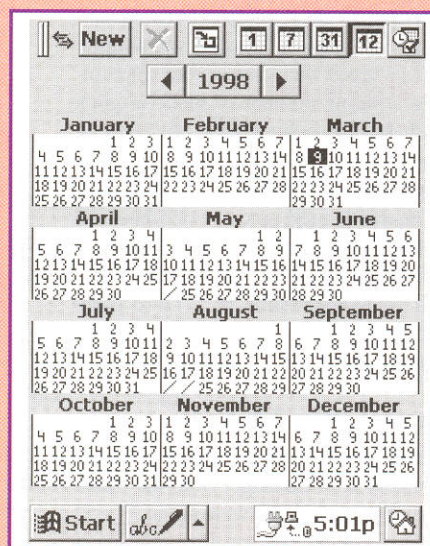 New 1 7 31 12
1998
January
1 2 3
4 5 6 7 8 9 10
11 12 13 14 15 16 17
18 19 20 21 22 23 24
25 26 27 28 29 30 31
February
1 2 3 4 5 6 7
8 9 10 11 12 13 14
15 16 17 18 19 20 21
22 23 24 25 26 27 28
March
1 2 3 4 5 6 7
8 9 10 11 12 13 14
15 16 17 18 19 20 21
22 23 24 25 26 27 28
29 30 31
April
1 2 3 4
5 6 7 8 9 10 11
12 13 14 15 16 17 18
19 20 21 22 23 24 25
26 27 28 29 30
May
1 2
3 4 5 6 7 8 9
10 11 12 13 14 15 16
17 18 19 20 21 22 23
/ 25 26 27 28 29 30
June
1 2 3 4 5 6
7 8 9 10 11 12 13
14 15 16 17 18 19 20
21 22 23 24 25 26 27
28 29 30
July
1 2 3 4
5 6 7 8 9 10 11
12 13 14 15 16 17 18
19 20 21 22 23 24 25
26 27 28 29 30 31
August
1
2 3 4 5 6 7 8
9 10 11 12 13 14 15
16 17 18 19 20 21 22
/ / 25 26 27 28 29
September
1 2 3 4 5
6 7 8 9 10 11 12
13 14 15 16 17 18 19
20 21 22 23 24 25 26
27 28 29 30
October
1 2 3
4 5 6 7 8 9 10
11 12 13 14 15 16 17
18 19 20 21 22 23 24
25 26 27 28 29 30 31
November
1 2 3 4 5 6 7
8 9 10 11 12 13 14
15 16 17 18 19 20 21
22 23 24 25 26 27 28
29 30
December
1 2 3 4 5
6 7 8 9 10 11 12
13 14 15 16 17 18 19
20 21 22 23 24 25 26
27 28 29 30 31
Start abc 5:01p